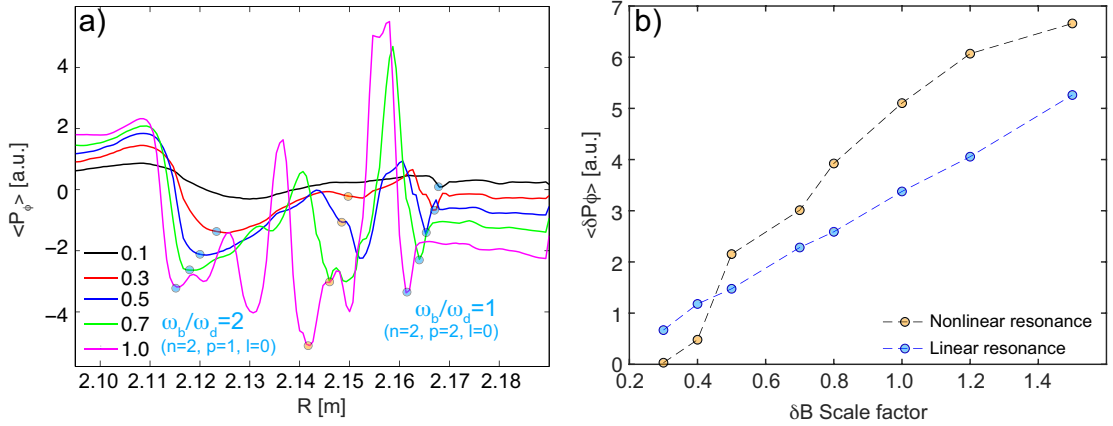 a)
<P_ϕ> [a.u.]
4
2
0
−2
−4
0.1
0.3
0.5
0.7
1.0
ω_b/ω_d=2
(n=2, p=1, l=0)
ω_b/ω_d=1
(n=2, p=2, l=0)
2.10 2.11 2.12 2.13 2.14 2.15 2.16 2.17 2.18
R [m]
b)
<δPϕ> [a.u.]
7
6
5
4
3
2
1
0
Nonlinear resonance
Linear resonance
0.2 0.4 0.6 0.8 1.0 1.2 1.4
δB Scale factor